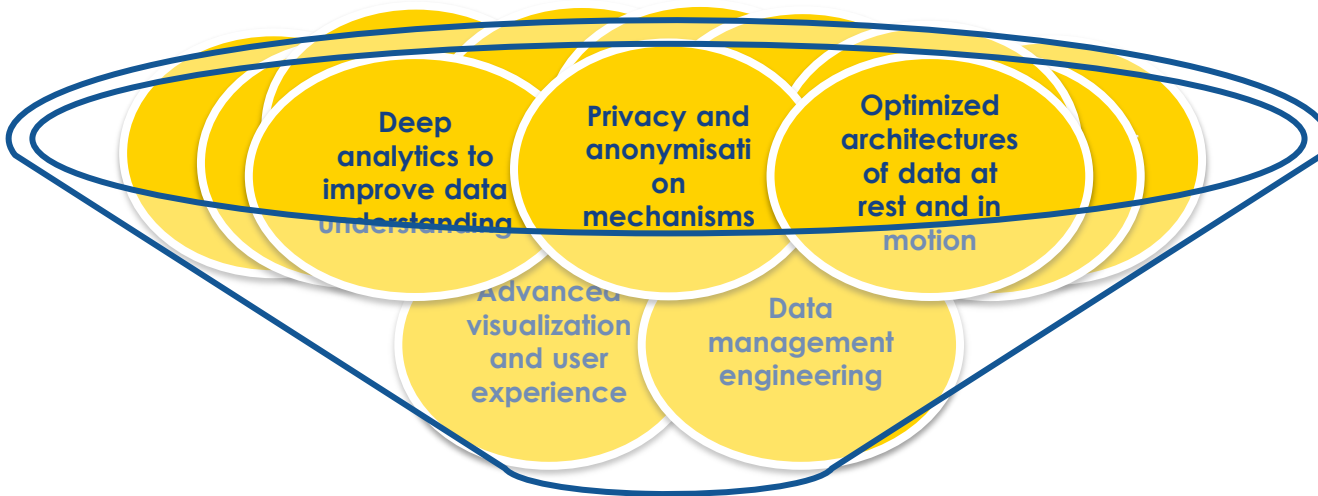 Deep
analytics to
improve data
understanding
Privacy and
anonymisati
on
mechanisms
Optimized
architectures
of data at
rest and in
motion
Advanced
visualization
and user
experience
Data
management
engineering